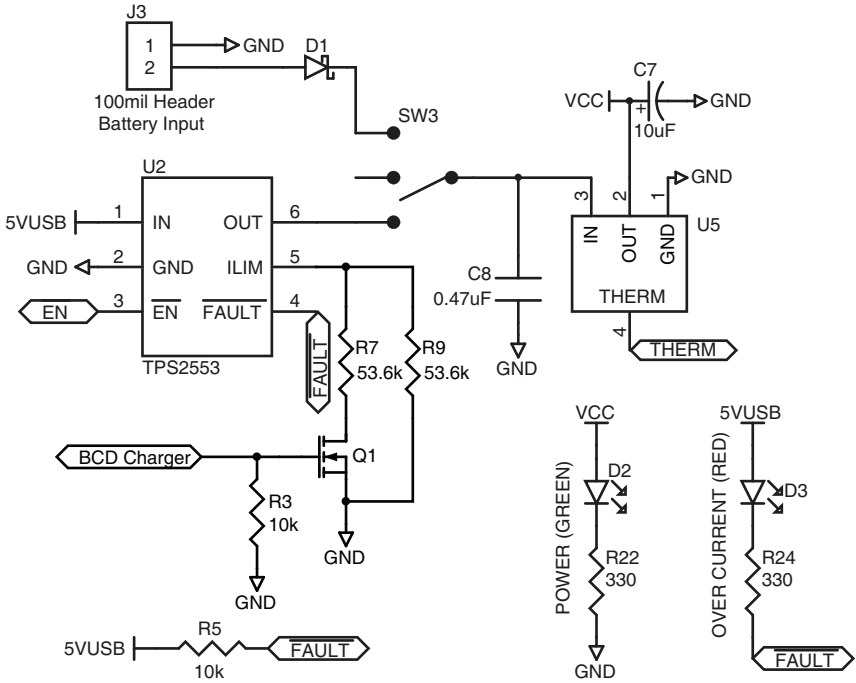 J3
1
GND
2
D1
100mil Header
Battery Input
SW3
C7
VCC
+
GND
10uF
U2
5VUSB
1
IN
OUT
6
GND
2
GND
ILIM
5
EN
3
EN
FAULT
4
TPS2553
FAULT
R7
53.6k
R9
53.6k
C8
0.47uF
GND
3
2
1
GND
IN
OUT
GND
U5
THERM
4
THERM
BCD Charger
Q1
R3
10k
GND
GND
5VUSB
R5
10k
FAULT
VCC
POWER (GREEN)
D2
R22
330
GND
5VUSB
OVER CURRENT (RED)
D3
R24
330
FAULT